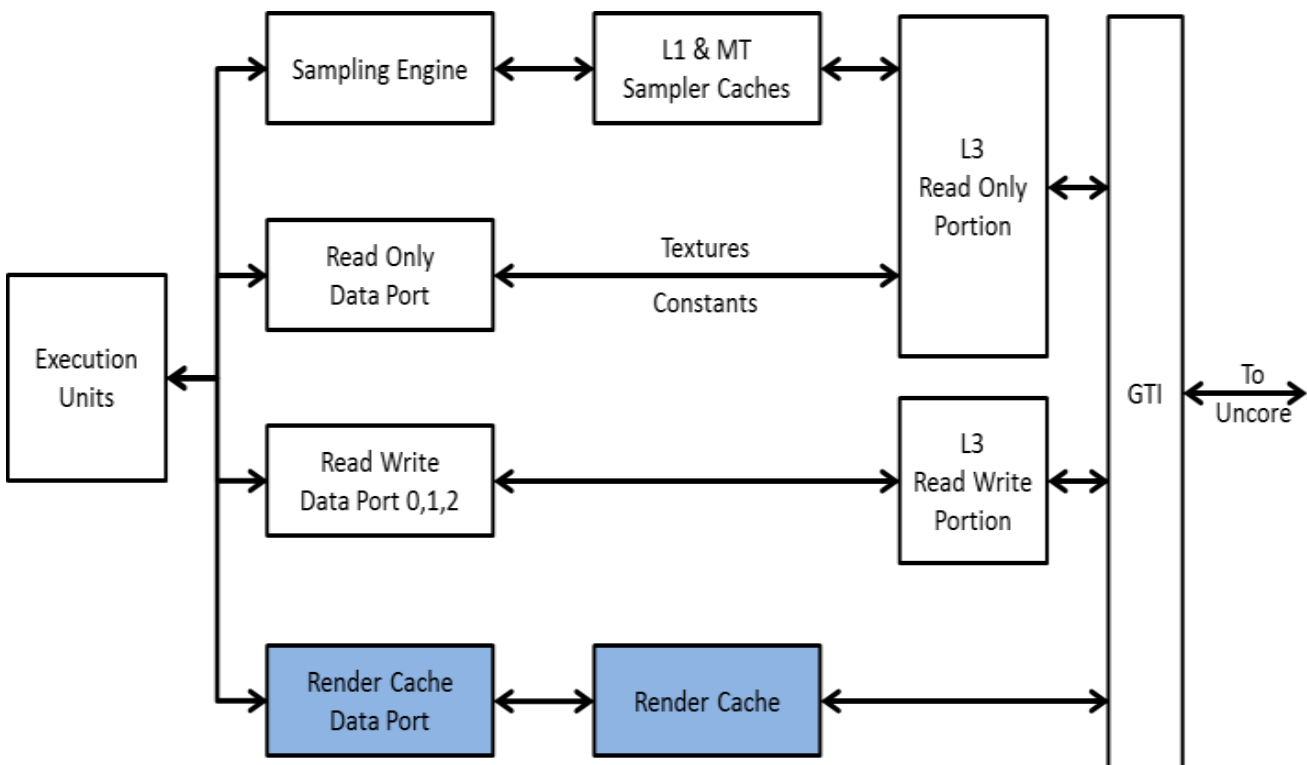 Sampling Engine
L1 & MT
Sampler Caches
L3
Read Only
Portion
Read Only
Data Port
Textures
Constants
Execution
Units
GTI
To
Uncore
Read Write
Data Port 0,1,2
L3
Read Write
Portion
Render Cache
Data Port
Render Cache